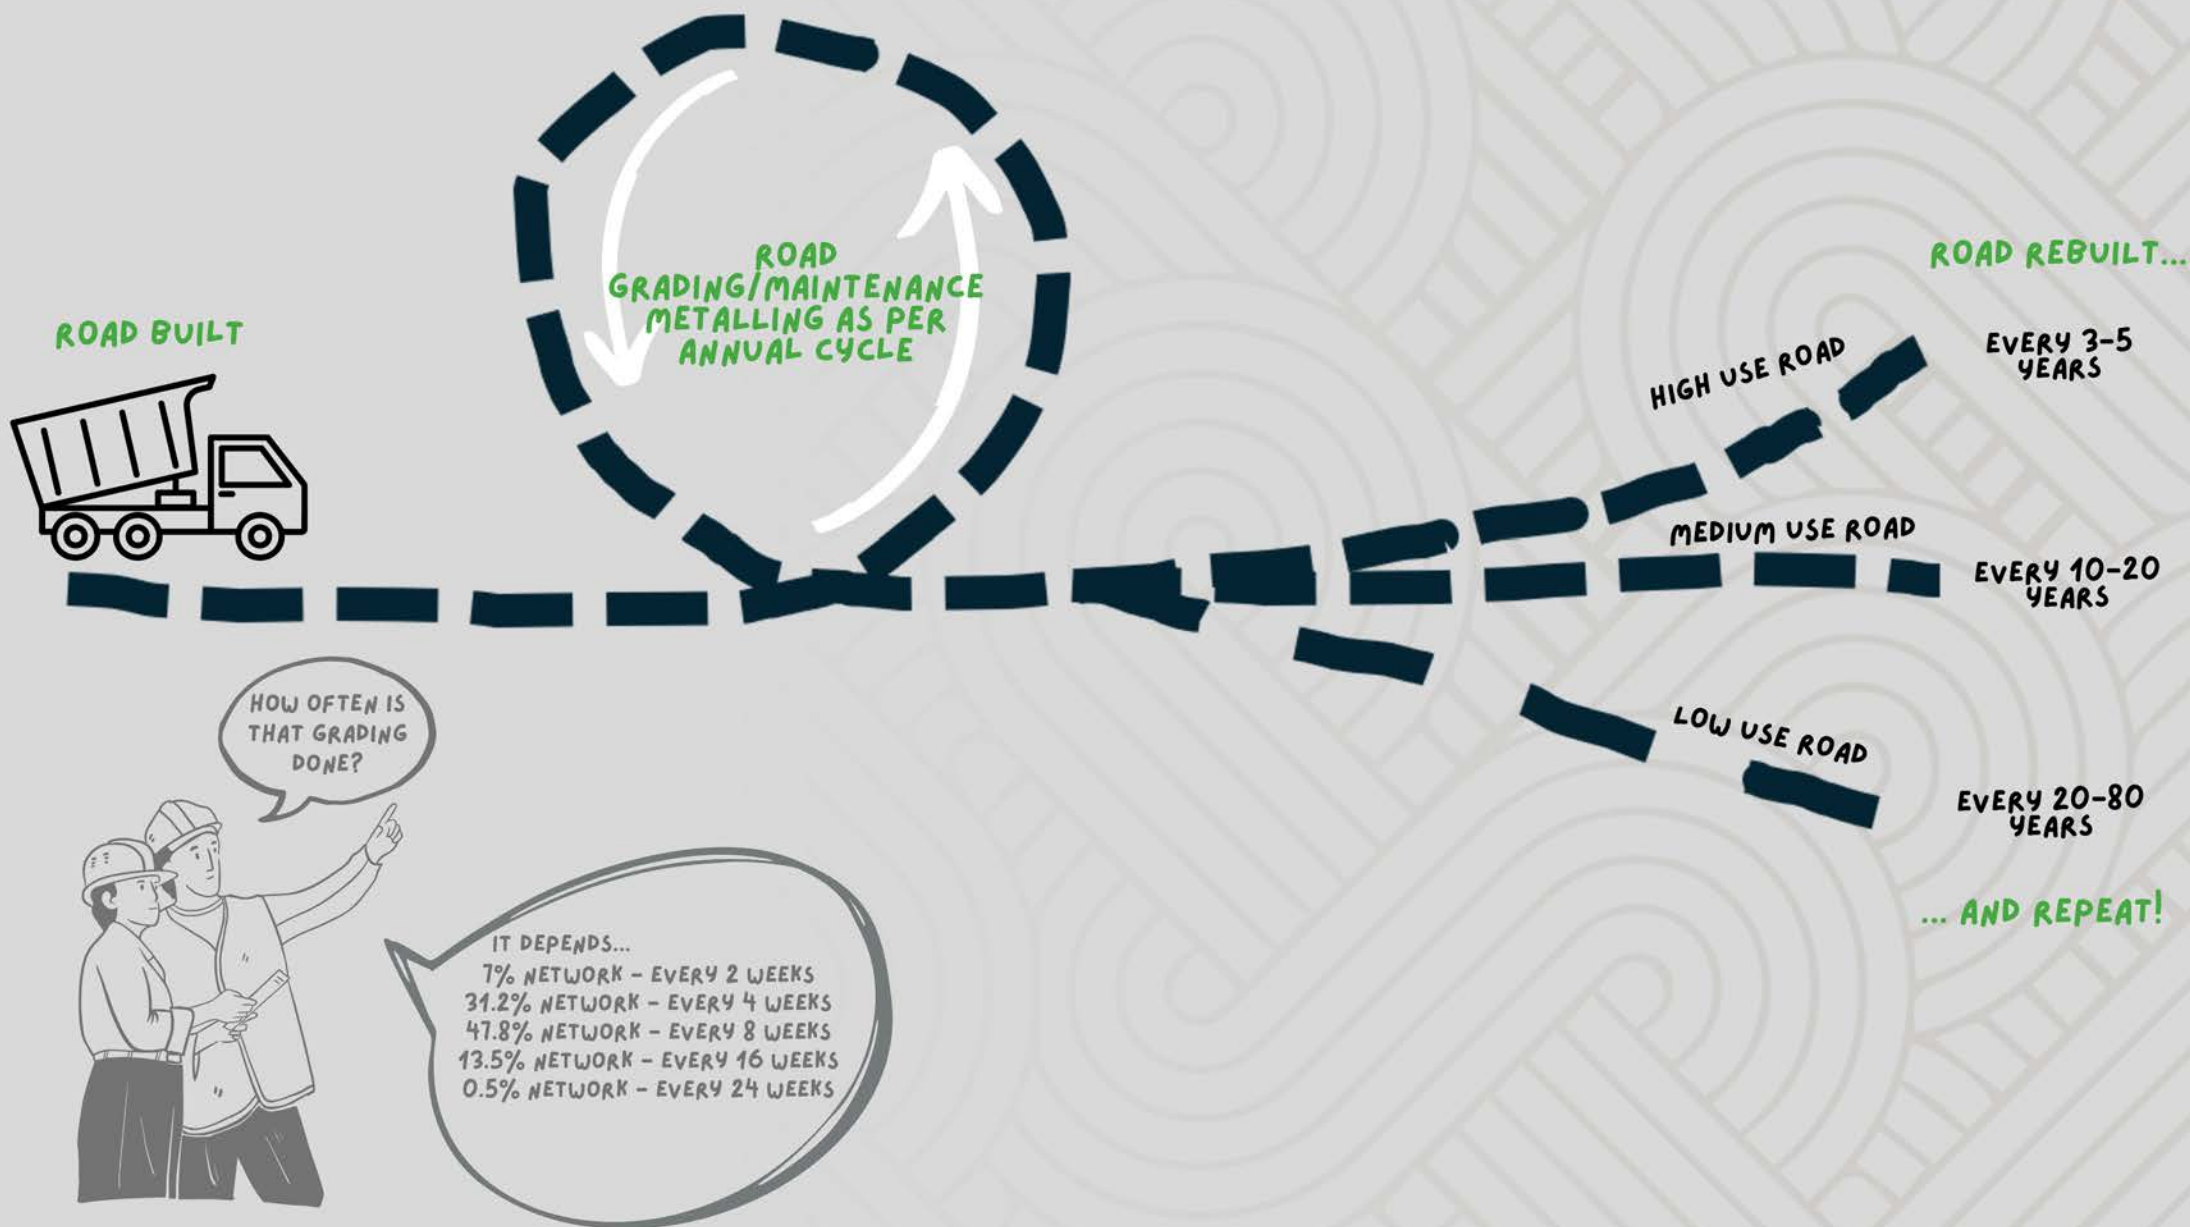 ROAD BUILT
ROAD
GRADING/MAINTENANCE
METALLING AS PER
ANNUAL CYCLE
ROAD REBUILT...
HIGH USE ROAD
EVERY 3-5
YEARS
MEDIUM USE ROAD
EVERY 10-20
YEARS
LOW USE ROAD
EVERY 20-80
YEARS
... AND REPEAT!
HOW OFTEN IS
THAT GRADING
DONE?
IT DEPENDS...
7% NETWORK - EVERY 2 WEEKS
31.2% NETWORK - EVERY 4 WEEKS
47.8% NETWORK - EVERY 8 WEEKS
13.5% NETWORK - EVERY 16 WEEKS
0.5% NETWORK - EVERY 24 WEEKS